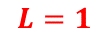 L = 1